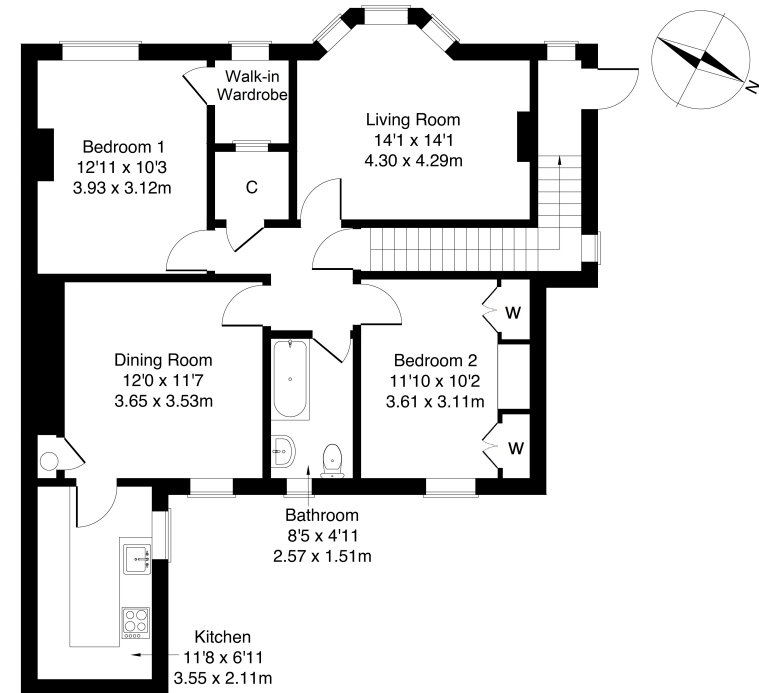 Walk-in
Wardrobe
Living Room
14'1 x 14'1
4.30 x 4.29m
N
Bedroom 1
12'11 x 10'3
3.93 x 3.12m
C
W
Dining Room
12'0 x 11'7
3.65 x 3.53m
Bedroom 2
11'10 x 10'2
3.61 x 3.11m
W
Bathroom
8'5 x 4'11
2.57 x 1.51m
Kitchen
11'8 x 6'11
3.55 x 2.11m